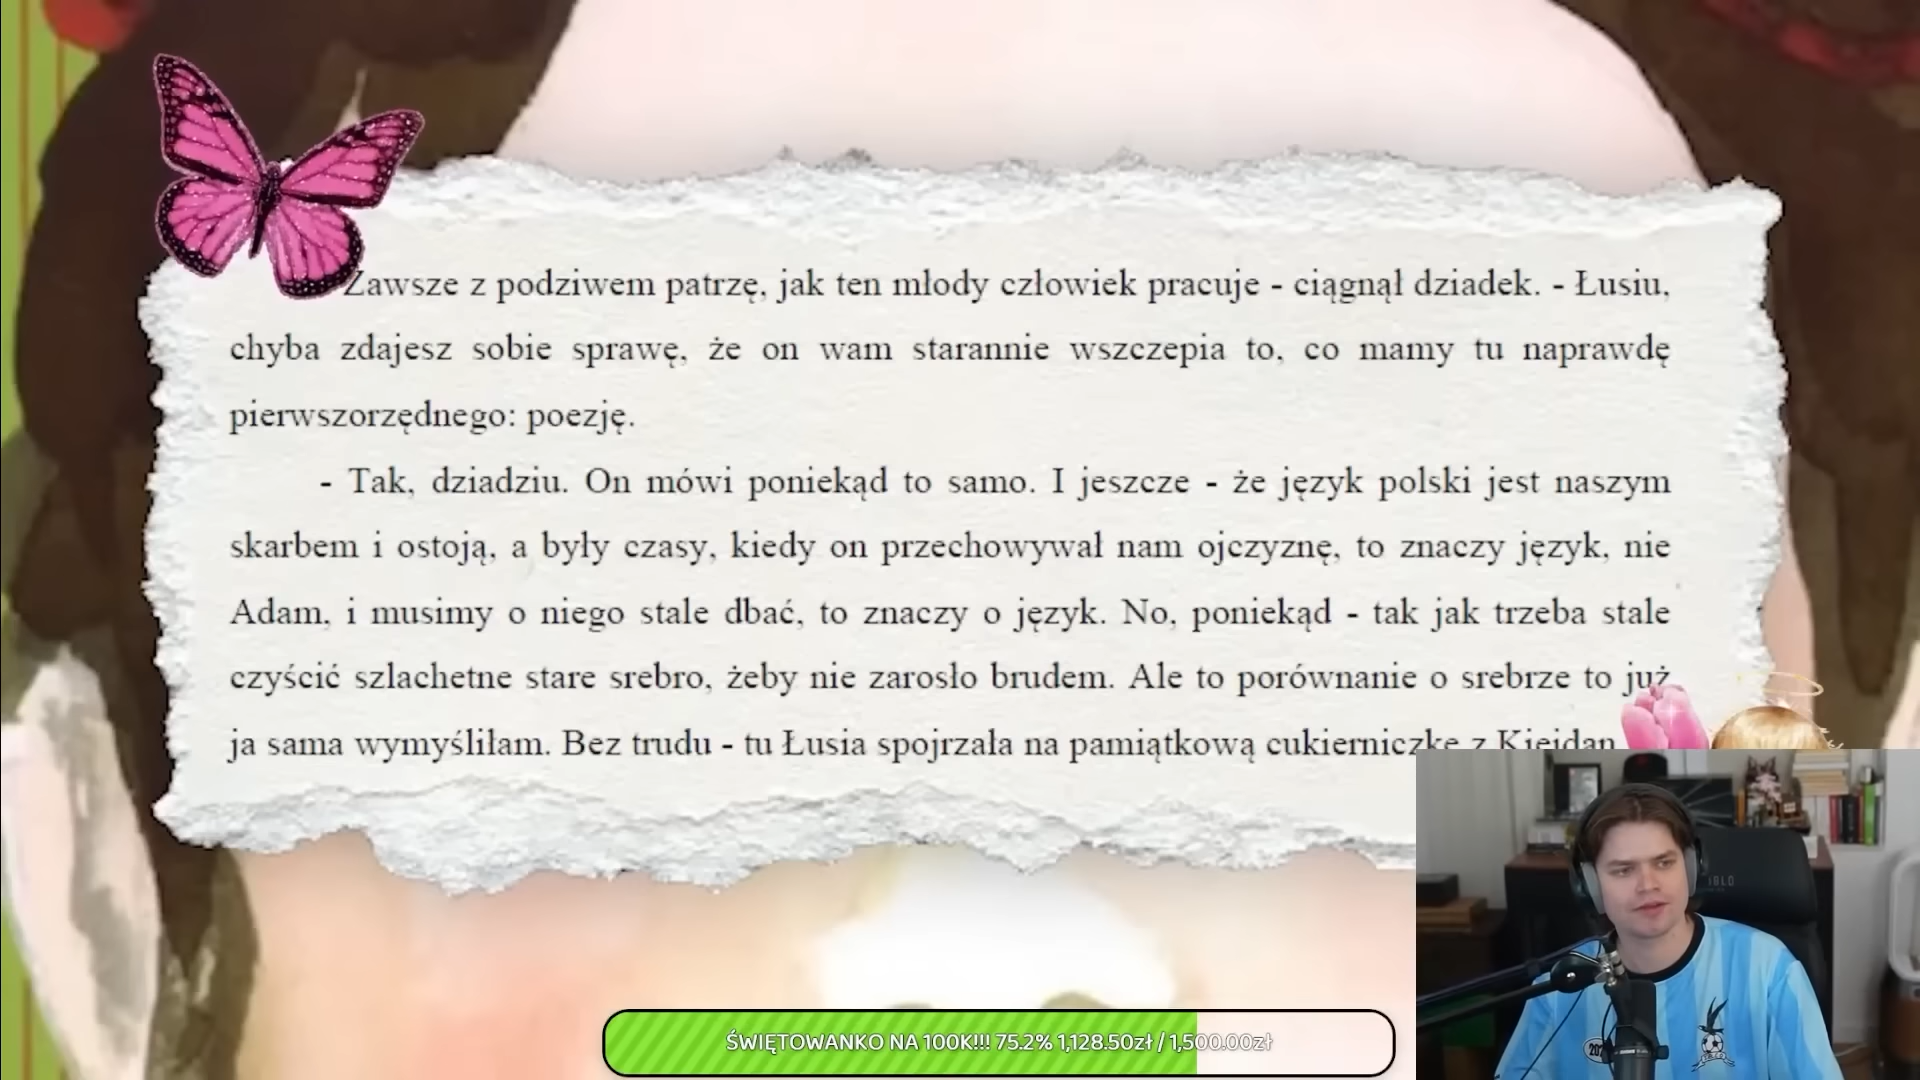 Zawsze z podziwem patrzę, jak ten młody człowiek pracuje - ciągnął dziadek. - Łusiu,
chyba zdajesz sobie sprawę, że on wam starannie wszczepia to, co mamy tu naprawdę
pierwszorzędnego: poezję.
- Tak, dziadziu. On mówi poniekąd to samo. I jeszcze - że język polski jest naszym
skarbem i ostoją, a były czasy, kiedy on przechowywał nam ojczyznę, to znaczy język, nie
Adam, i musimy o niego stale dbać, to znaczy o język. No, poniekąd - tak jak trzeba stale
czyścić szlachetne stare srebro, żeby nie zarosło brudem. Ale to porównanie o srebrze to już
ja sama wymyśliłam. Bez trudu - tu Łusia spojrzała na pamiątkową cukierniczkę z Kiejdan
ŚWIĘTOWANKO NA 100K!!! 75.2% 1,128.50zł / 1,500.00zł